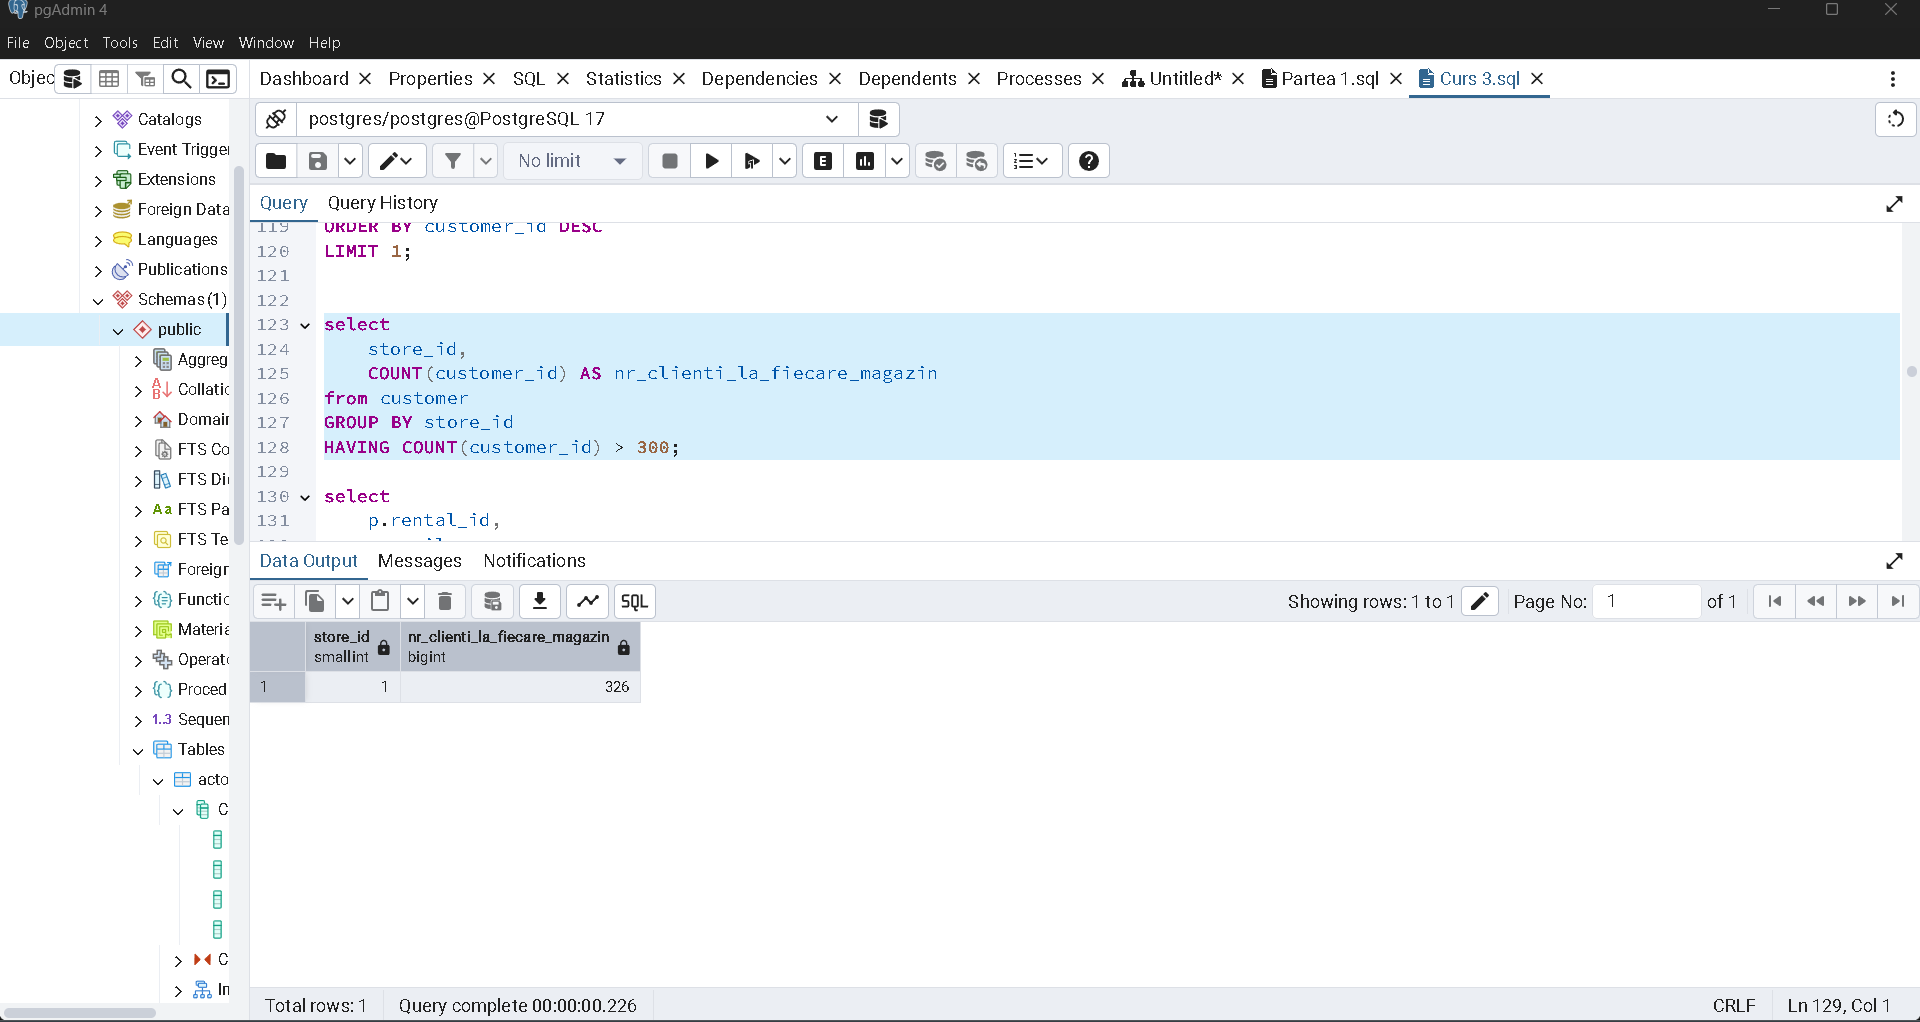 pgAdmin 4
File Object Tools Edit View Window Help
Objec
Dashboard Properties SQL Statistics Dependencies Dependents Processes Untitled* Partea 1.sql Curs 3.sql
Catalogs
Event Trigge
Extensions
Foreign Data
Languages
Publications
Schemas (1)
public
Aggreg
Collatic
Domair
FTS Co
FTS Di
Aa FTS Pa
FTS Te
Foreigr
Functic
Materia
Operato
Proced
1..3 Sequen
Tables
acto
C
C
In
postgres/postgres@PostgreSQL 17
No limit
E
Query Query History
119 ORDER BY customer_id DESC
120 LIMIT 1;
121
122
123 select
124 store_id,
125 COUNT(customer_id) AS nr_clienti_la_fiecare_magazin
126 from customer
127 GROUP BY store_id
128 HAVING COUNT(customer_id) > 300;
129
130 select
131 p.rental_id,
Data Output Messages Notifications
SQL Showing rows: 1 to 1 Page No: 1 of 1
store_id nr_clienti_la_fiecare_magazin
smallint bigint
1 1 326
Total rows: 1 Query complete 00:00:00.226 CRLF Ln 129, Col 1